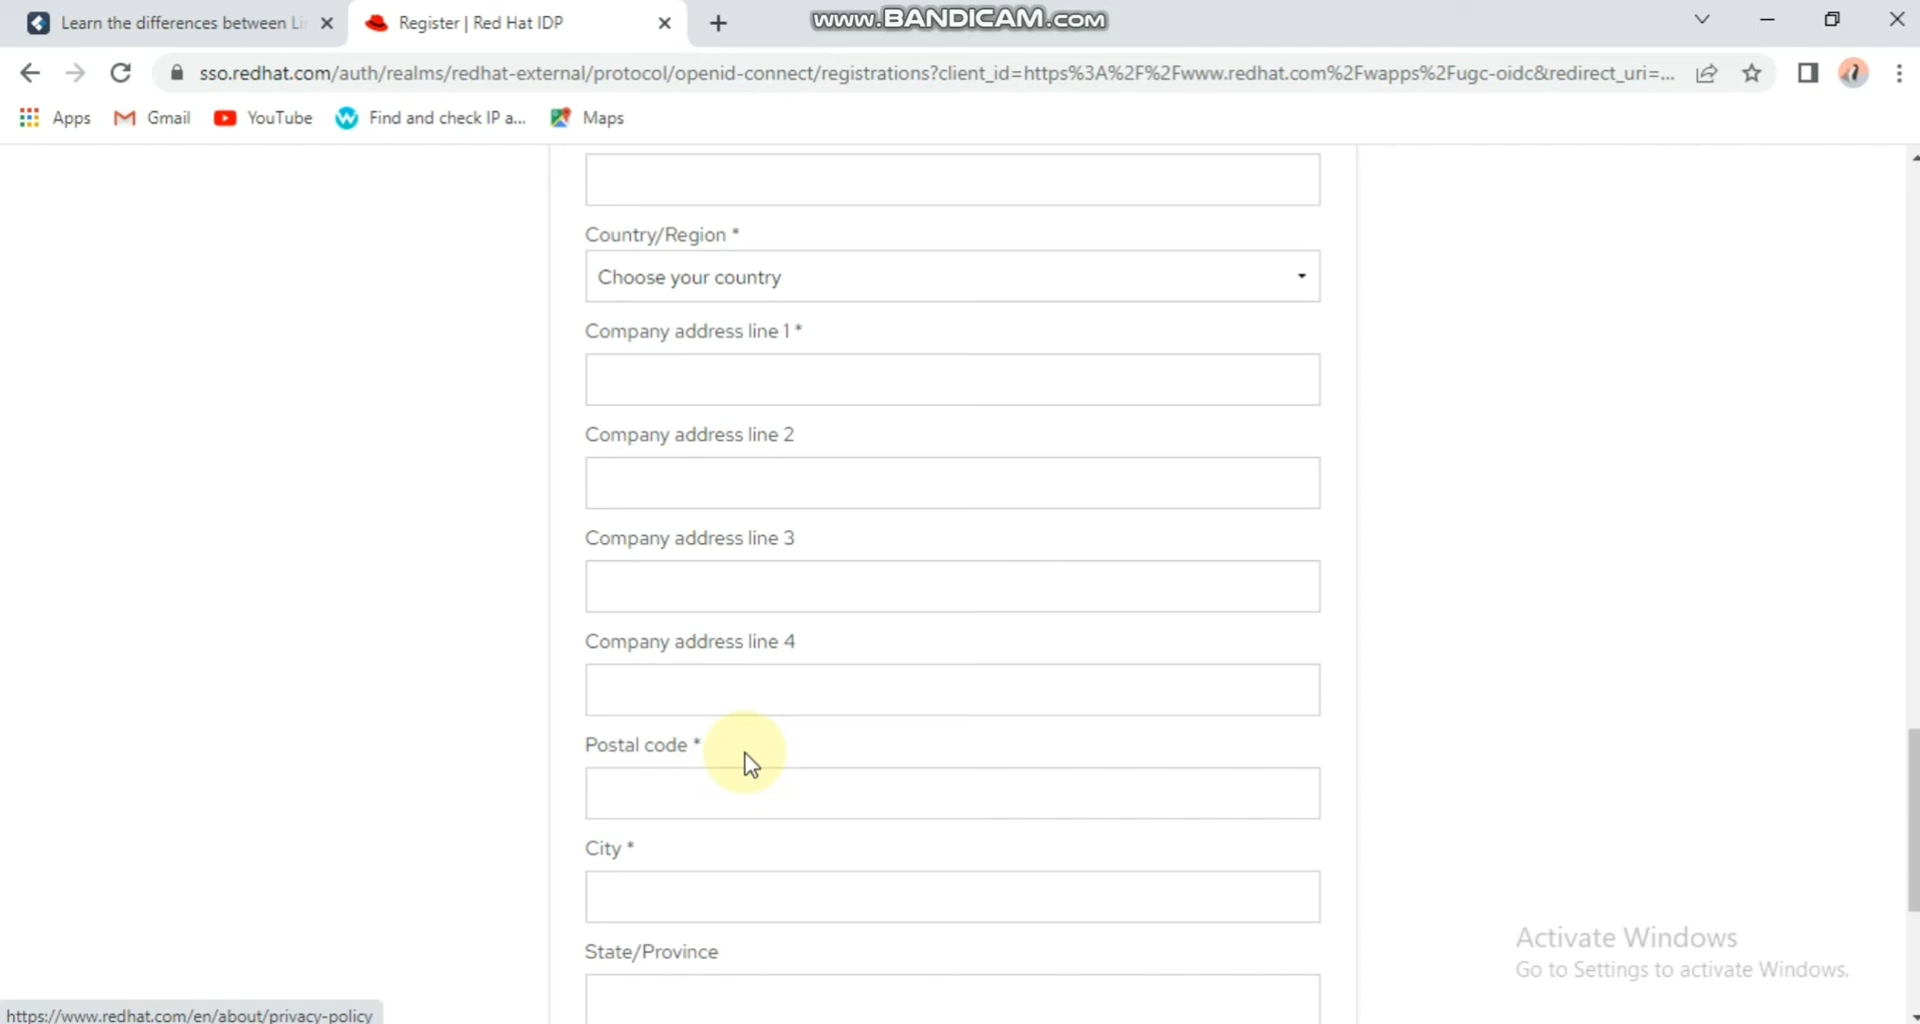 Learn the differences between Li
Register | Red Hat IDP
www.BANDICAM.com
sso.redhat.com/auth/realms/redhat-external/protocol/openid-connect/registrations?client_id=https%3A%2F%2Fwww.redhat.com%2Fwapps%2Fugc-oidc&redirect_uri=...
Apps
Gmail
YouTube
Find and check IP a...
Maps
Country/Region *
Choose your country
Company address line 1 *
Company address line 2
Company address line 3
Company address line 4
Postal code *
City *
State/Province
Activate Windows
Go to Settings to activate Windows.
https://www.redhat.com/en/about/privacy-policy